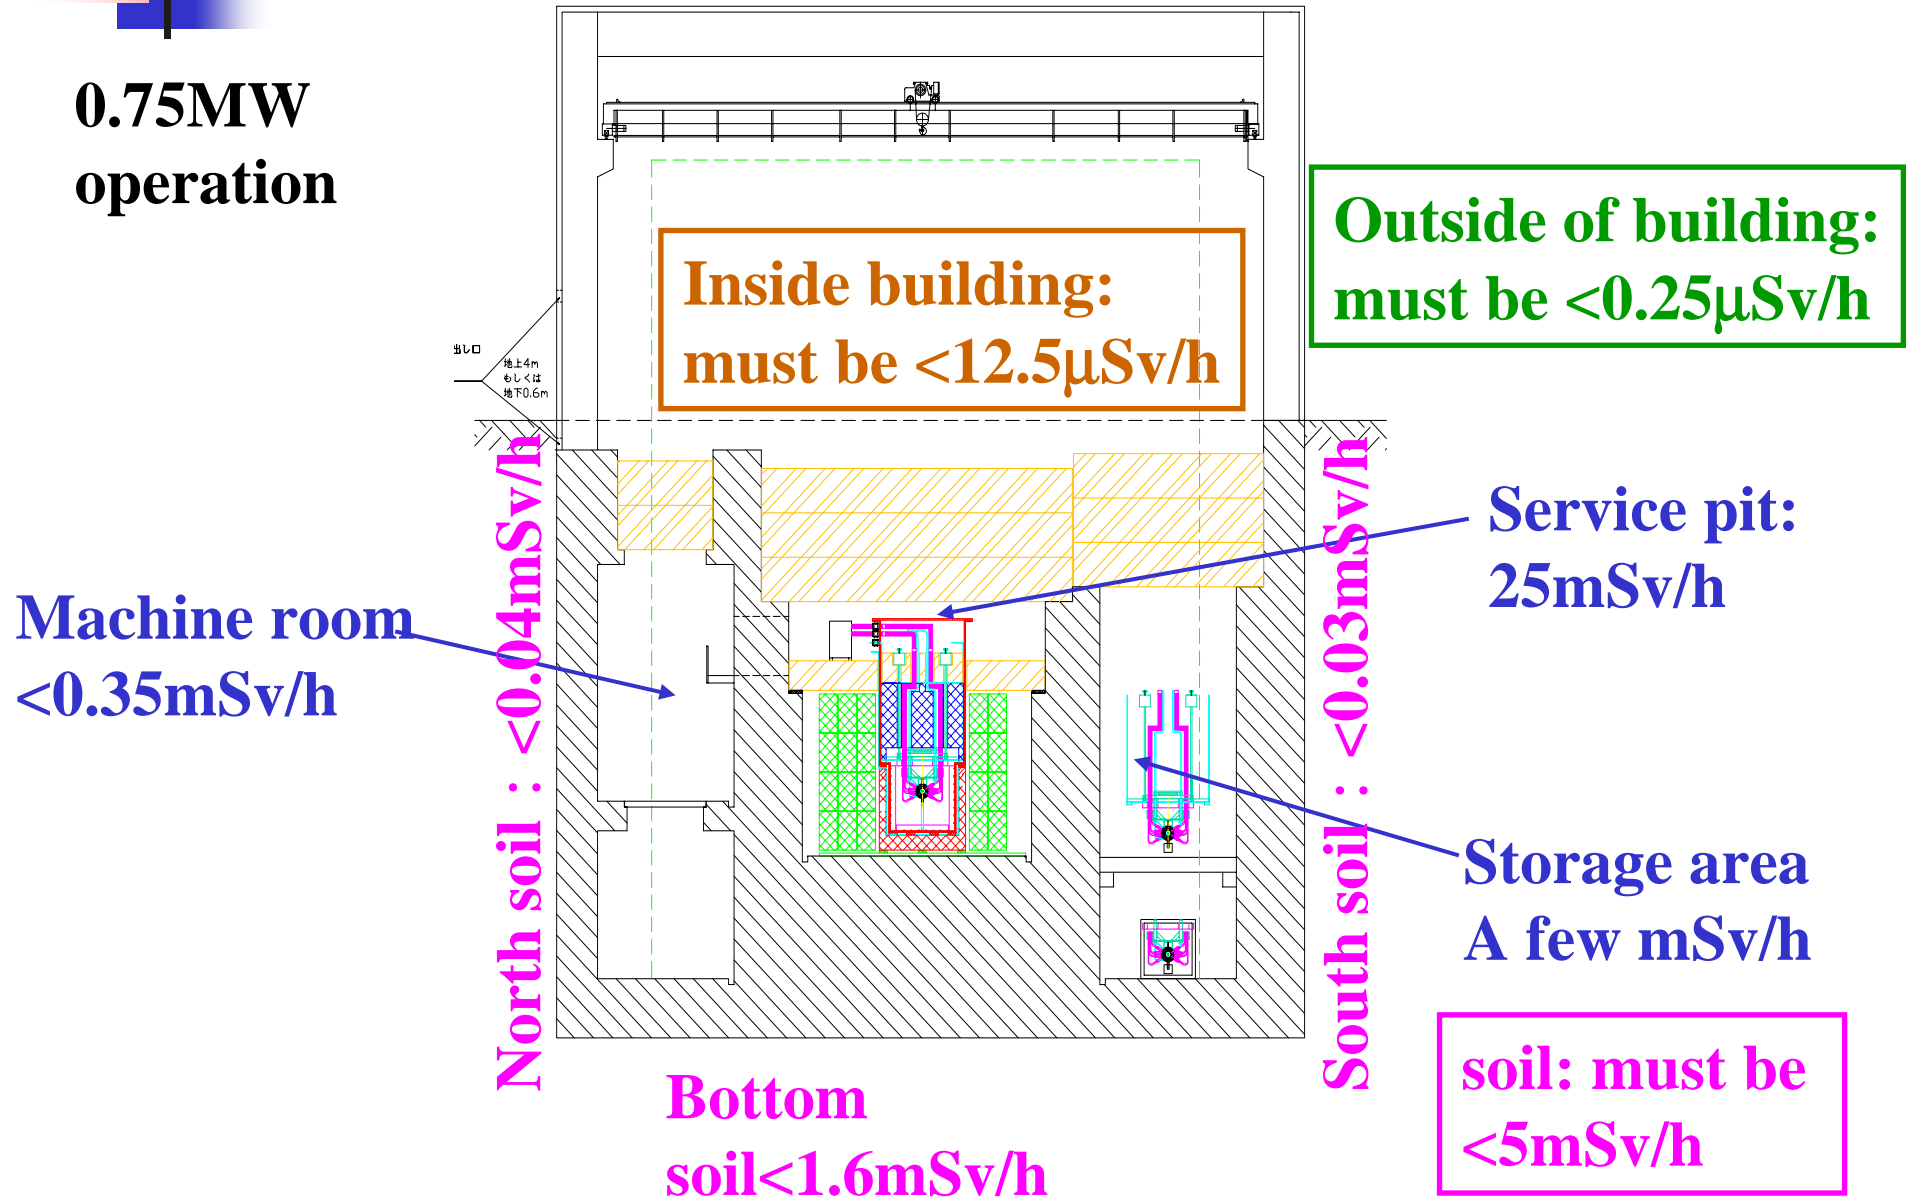 0.75MW
operation
Outside of building:
must be <0.25μSv/h
Inside building:
must be <12.5μSv/h
出し口
地上4m
もしくは
地下0.6m
Service pit:
25mSv/h
Machine room
<0.35mSv/h
North soil : <0.04mSv/h
South soil : <0.03mSv/h
Storage area
A few mSv/h
soil: must be
<5mSv/h
Bottom
soil<1.6mSv/h